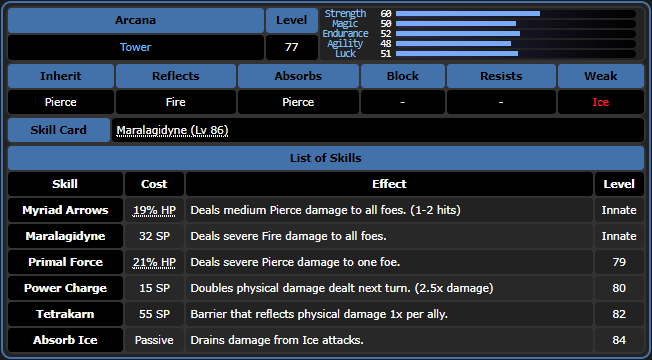 Arcana Level
Tower 77
Strength 60
Magic 50
Endurance 52
Agility 48
Luck 51
Inherit Reflects Absorbs Block Resists Weak
Pierce Fire Pierce - - Ice
Skill Card Maralagidyne (Lv 86)
List of Skills
Skill Cost Effect Level
Myriad Arrows 19% HP Deals medium Pierce damage to all foes. (1-2 hits) Innate
Maralagidyne 32 SP Deals severe Fire damage to all foes. Innate
Primal Force 21% HP Deals severe Pierce damage to one foe. 79
Power Charge 15 SP Doubles physical damage dealt next turn. (2.5x damage) 80
Tetrakarn 55 SP Barrier that reflects physical damage 1x per ally. 82
Absorb Ice Passive Drains damage from Ice attacks. 84